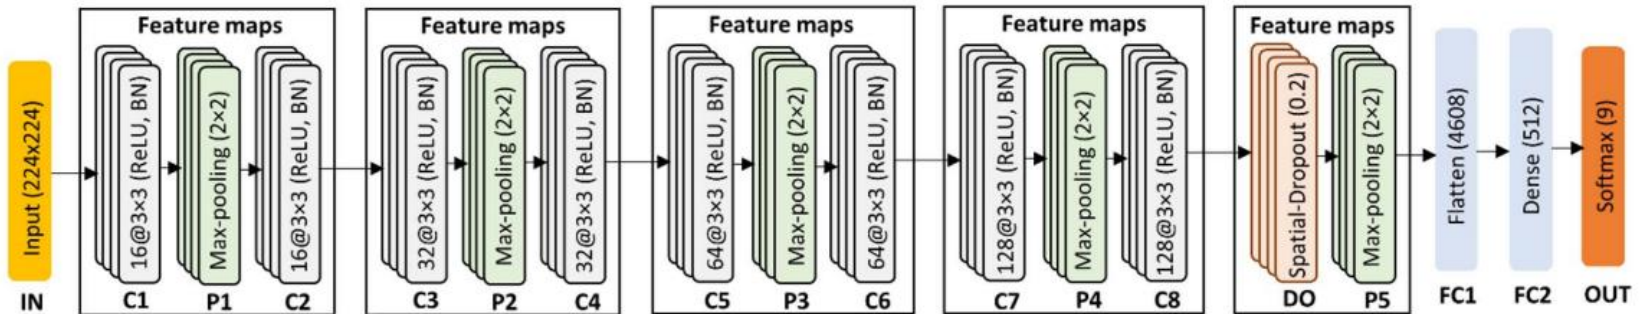 Feature maps
Feature maps
Feature maps
Feature maps
Feature maps
Input (224x224)
16@3×3 (ReLU, BN)
Max-pooling (2×2)
16@3×3 (ReLU, BN)
32@3×3 (ReLU, BN)
Max-pooling (2×2)
32@3×3 (ReLU, BN)
64@3×3 (ReLU, BN)
Max-pooling (2×2)
64@3×3 (ReLU, BN)
128@3×3 (ReLU, BN)
Max-pooling (2×2)
128@3×3 (ReLU, BN)
Spatial-Dropout (0.2)
Max-pooling (2×2)
Flatten (4608)
Dense (512)
Softmax (9)
IN
C1
P1
C2
C3
P2
C4
C5
P3
C6
C7
P4
C8
DO
P5
FC1
FC2
OUT